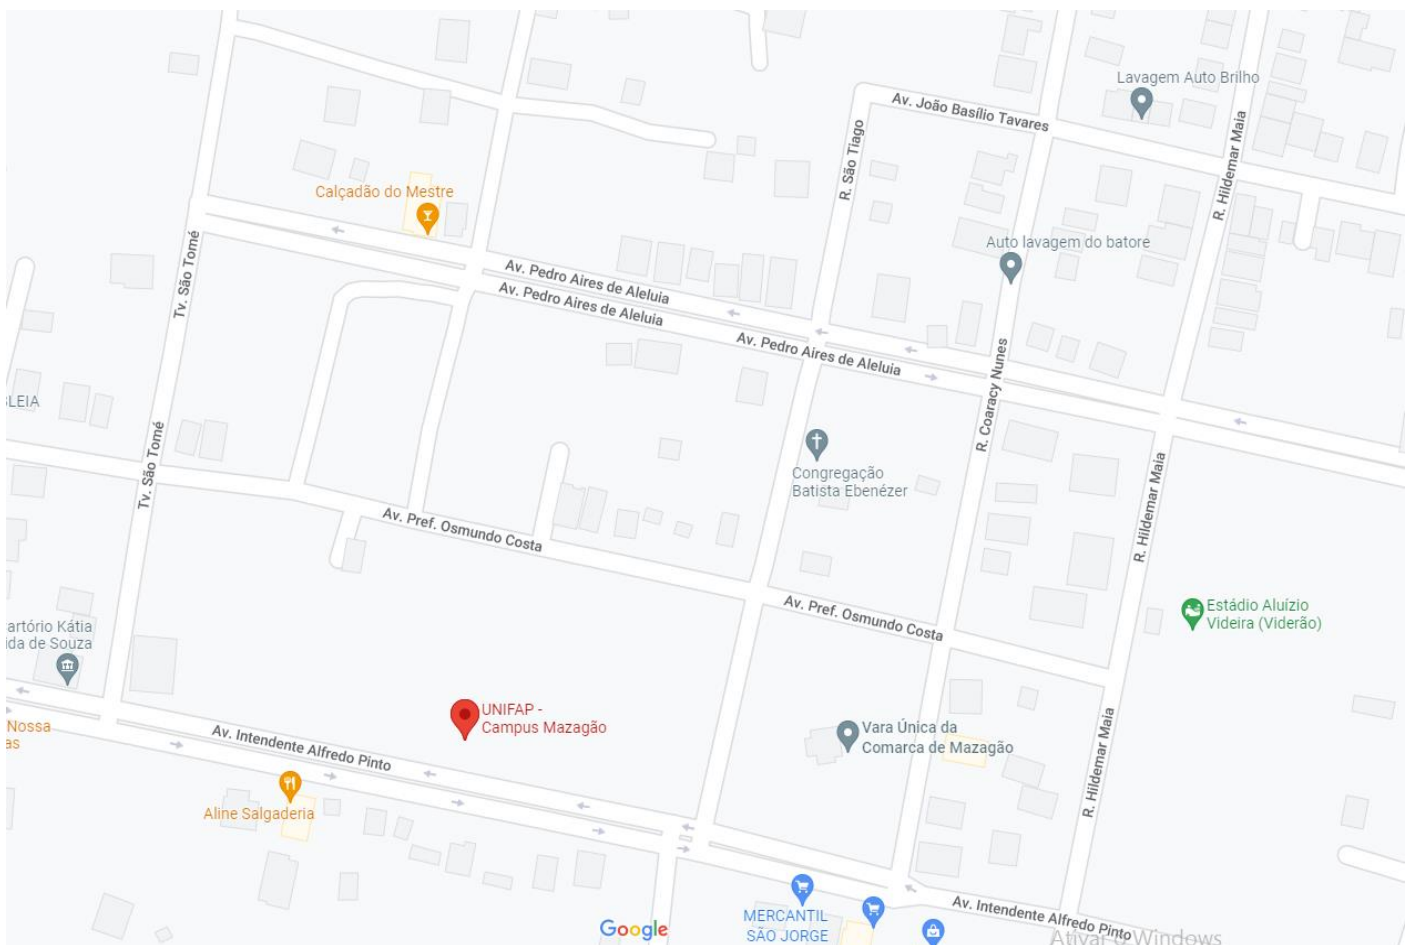 Lavagem Auto Brilho
Av. João Basílio Tavares
R. Hildemar Maia
R. São Tiago
Calçadão do Mestre
Auto lavagem do batore
Tv. São Tomé
Av. Pedro Aires de Aleluia
Av. Pedro Aires de Aleluia
Av. Pedro Aires de Aleluia
R. Coaracy Nunes
LEIA
Tv. São Tomé
Congregação
Batista Ebenézer
R. Hildemar Maia
Av. Pref. Osmundo Costa
Av. Pref. Osmundo Costa
Estádio Aluízio
Videira (Viderão)
artório Kátia
ida de Souza
UNIFAP -
Campus Mazagão
Nossa
as
Av. Intendente Alfredo Pinto
Vara Única da
Comarca de Mazagão
R. Hildemar Maia
Aline Salgaderia
MERCANTIL
SÃO JORGE
Google
Av. Intendente Alfredo Pinto
Ativar o Windows